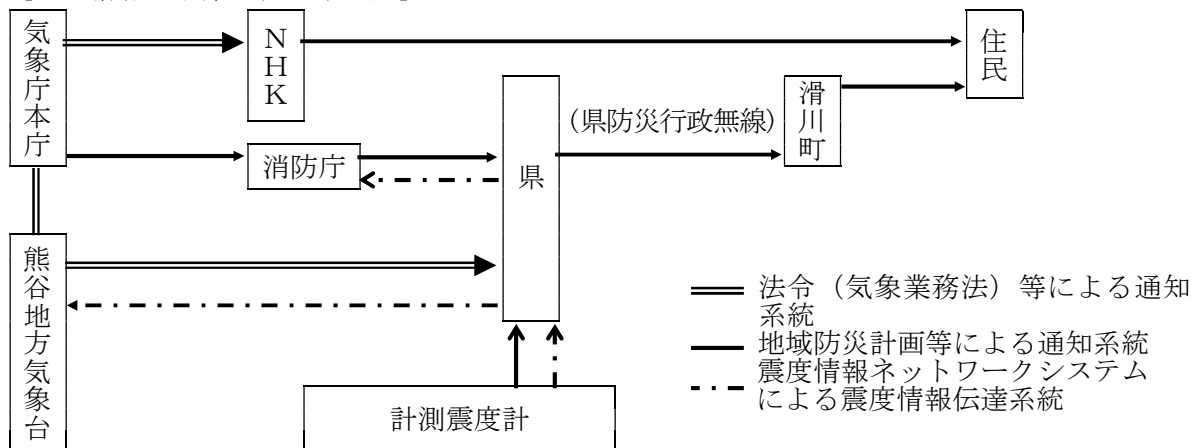 気象庁本庁
NHK
住民
滑川町
(県防災行政無線)
消防庁
県
熊谷地方気象台
計測震度計
法令（気象業務法）等による通知
系統
地域防災計画等による通知系統
震度情報ネットワークシステム
による震度情報伝達系統